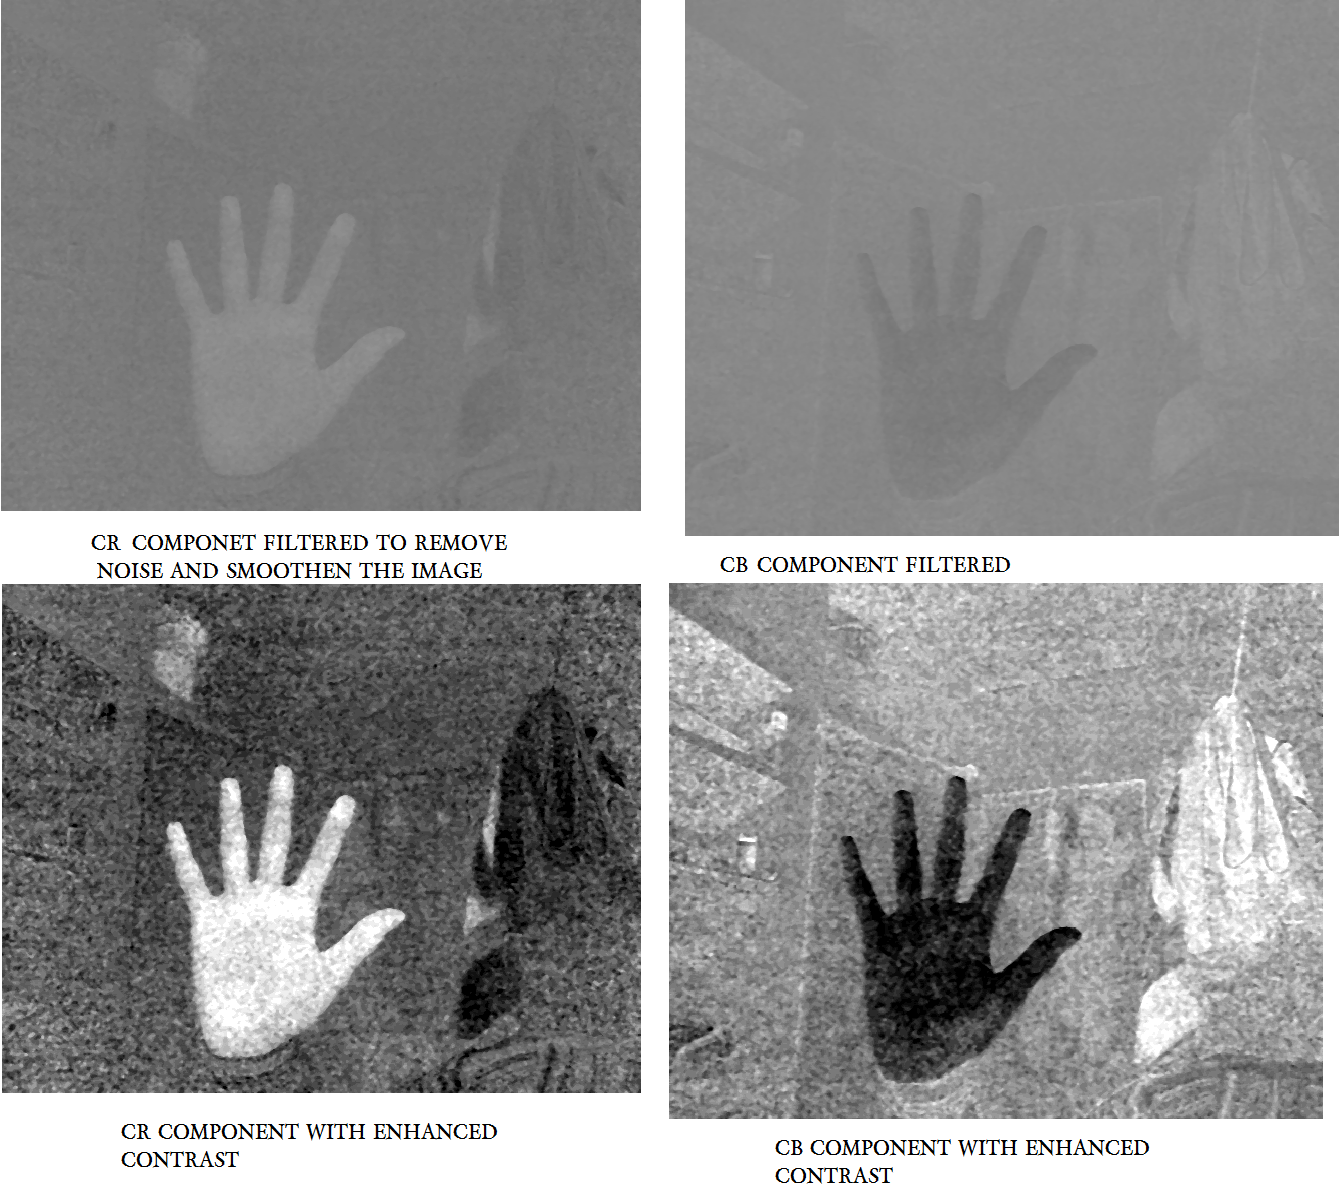 CR COMPONET FILTERED TO REMOVE
NOISE AND SMOOTHEN THE IMAGE
CB COMPONENT FILTERED
CR COMPONENT WITH ENHANCED
CONTRAST
CB COMPONENT WITH ENHANCED
CONTRAST